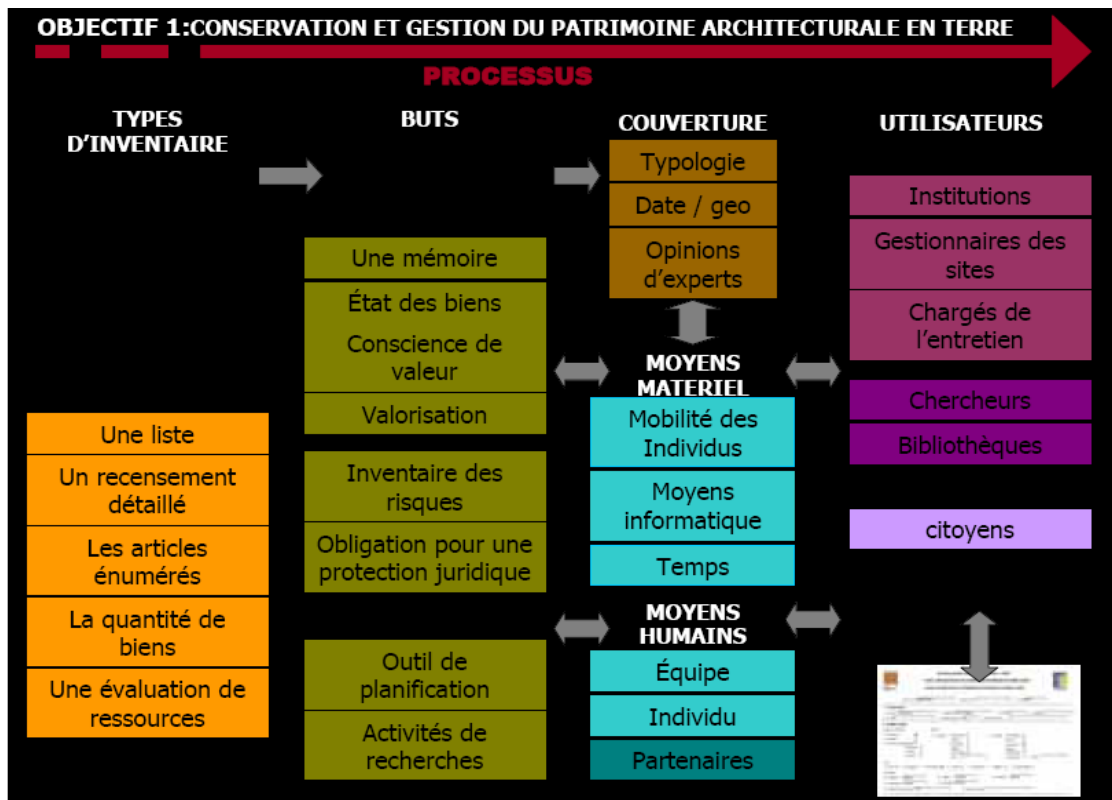 OBJECTIF 1:CONSERVATION ET GESTION DU PATRIMOINE ARCHITECTURALE EN TERRE
PROCESSUS
TYPES
D'INVENTAIRE
Une liste
Un recensement
détaillé
Les articles
énumérés
La quantité de
biens
Une évaluation de
ressources
BUTS
Une mémoire
État des biens
Conscience de
valeur
Valorisation
Inventaire des
risques
Obligation pour une
protection juridique
Outil de
planification
Activités de
recherches
COUVERTURE
Typologie
Date / geo
Opinions
d'experts
MOYENS
MATERIEL
Mobilité des
Individus
Moyens
informatique
Temps
MOYENS
HUMAINS
Équipe
Individu
Partenaires
UTILISATEURS
Institutions
Gestionnaires des
sites
Chargés de
l'entretien
Chercheurs
Bibliothèques
citoyens